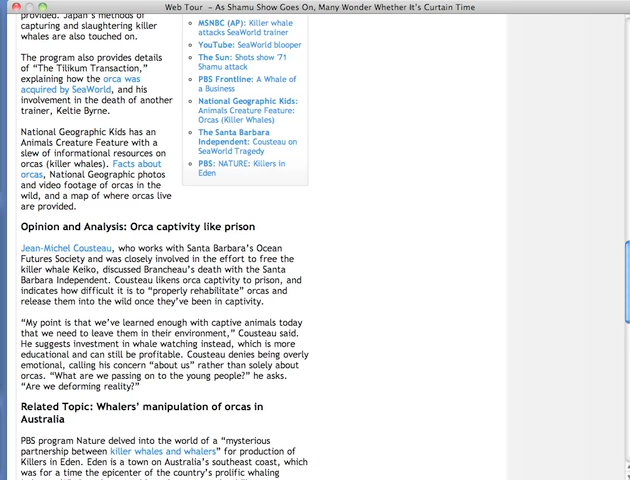 Web Tour – As Shamu Show Goes On, Many Wonder Whether It's Curtain Time
provided. Japan's methods of
capturing and slaughtering killer
whales are also touched on.
The program also provides details
of “The Tilikum Transaction,”
explaining how the orca was
acquired by SeaWorld, and his
involvement in the death of another
trainer, Keltie Byrne.
National Geographic Kids has an
Animals Creature Feature with a
slew of informational resources on
orcas (killer whales). Facts about
orcas, National Geographic photos
and video footage of orcas in the
wild, and a map of where orcas live
are provided.
MSNBC (AP): Killer whale
attacks SeaWorld trainer
YouTube: SeaWorld blooper
The Sun: Shots show '71
Shamu attack
PBS Frontline: A Whale of
a Business
National Geographic Kids:
Animals Creature Feature:
Orcas (Killer Whales)
The Santa Barbara
Independent: Cousteau on
SeaWorld Tragedy
PBS: NATURE: Killers in
Eden
Opinion and Analysis: Orca captivity like prison
Jean-Michel Cousteau, who works with Santa Barbara's Ocean
Futures Society and was closely involved in the effort to free the
killer whale Keiko, discussed Brancheau's death with the Santa
Barbara Independent. Cousteau likens orca captivity to prison, and
indicates how difficult it is to “properly rehabilitate” orcas and
release them into the wild once they've been in captivity.
“My point is that we've learned enough with captive animals today
that we need to leave them in their environment,” Cousteau said.
He suggests investment in whale watching instead, which is more
educational and can still be profitable. Cousteau denies being overly
emotional, calling his concern “about us” rather than solely about
orcas. “What are we passing on to the young people?” he asks.
“Are we deforming reality?”
Related Topic: Whalers' manipulation of orcas in
Australia
PBS program Nature delved into the world of a “mysterious
partnership between killer whales and whalers” for production of
Killers in Eden. Eden is a town on Australia's southeast coast, which
was for a time the epicenter of the country's prolific whaling